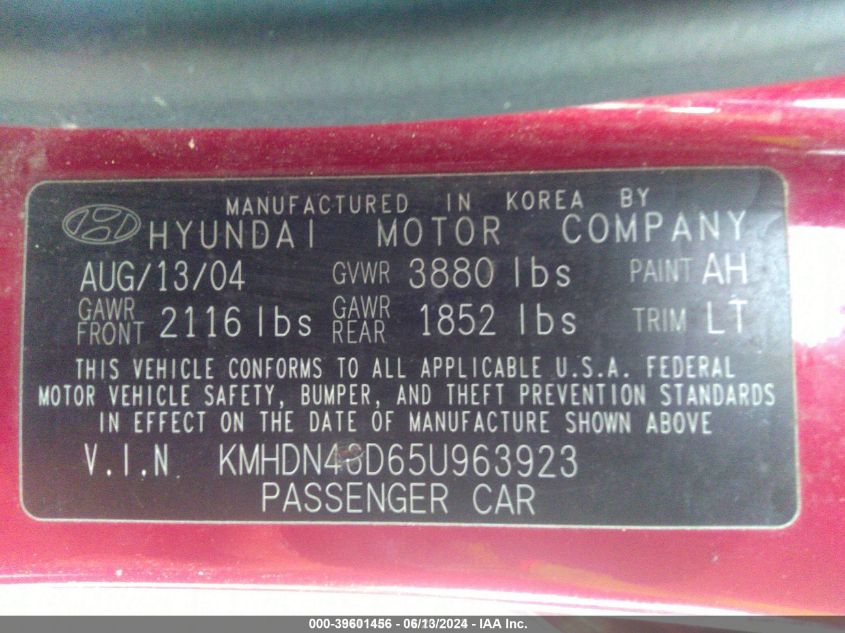 MANUFACTURED IN KOREA BY
HYUNDAI MOTOR COMPANY
AUG/13/04 GVWR 3880 lbs PAINT AH
GAWR FRONT 2116 lbs GAWR REAR 1852 lbs TRIM LT
THIS VEHICLE CONFORMS TO ALL APPLICABLE U.S.A. FEDERAL
MOTOR VEHICLE SAFETY, BUMPER, AND THEFT PREVENTION STANDARDS
IN EFFECT ON THE DATE OF MANUFACTURE SHOWN ABOVE
V.I.N KMHDN46D65U963923
PASSENGER CAR
000-39601456 - 06/13/2024 - IAA Inc.